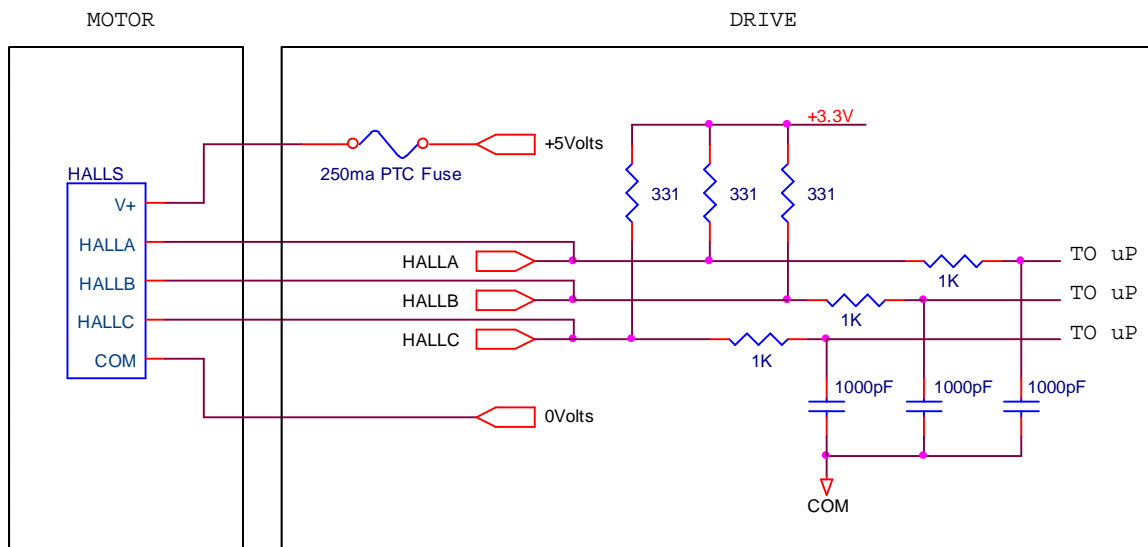 MOTOR
DRIVE
+3.3V
+5Volts
250ma PTC Fuse
HALLS
331
331
331
V+
HALLA
HALLA
TO uP
1K
HALLB
HALLB
TO uP
1K
HALLC
HALLC
TO uP
1K
COM
1000pF
1000pF
1000pF
0Volts
COM